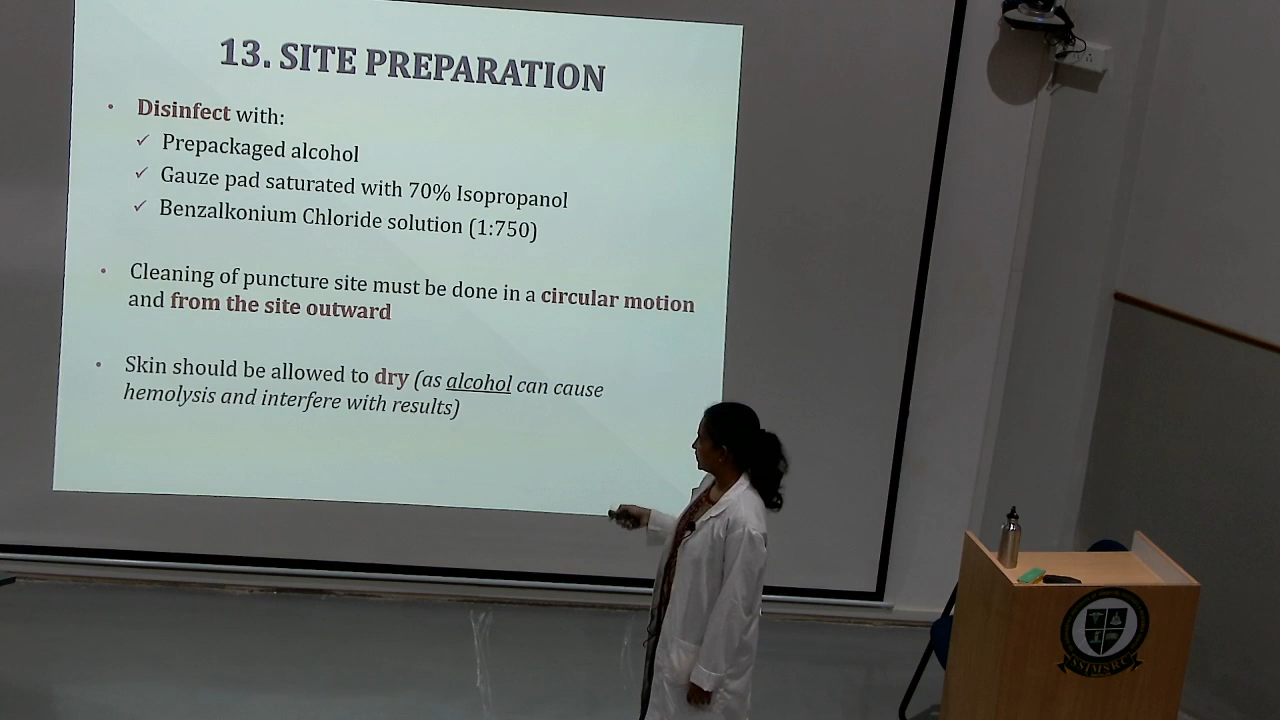 13. SITE PREPARATION
• Disinfect with:
✓ Prepackaged alcohol
✓ Gauze pad saturated with 70% Isopropanol
✓ Benzalkonium Chloride solution (1:750)
• Cleaning of puncture site must be done in a circular motion
and from the site outward
• Skin should be allowed to dry (as alcohol can cause
hemolysis and interfere with results)
SSIMSRC